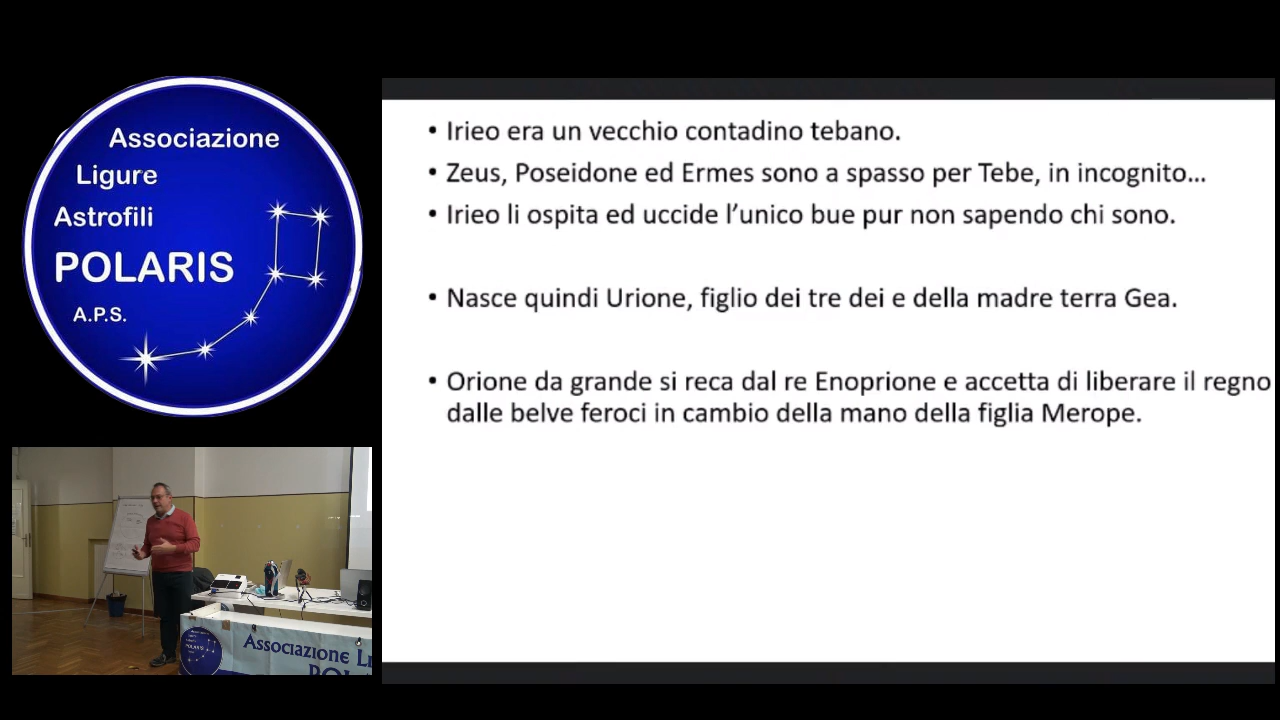 Associazione
Ligure
Astrofili
POLARIS
A.P.S.
• Irieo era un vecchio contadino tebano.
• Zeus, Poseidone ed Ermes sono a spasso per Tebe, in incognito...
• Irieo li ospita ed uccide l’unico bue pur non sapendo chi sono.
• Nasce quindi Urione, figlio dei tre dei e della madre terra Gea.
• Orione da grande si reca dal re Enoprione e accetta di liberare il regno
dalle belve feroci in cambio della mano della figlia Merope.
Associazione Li
POL